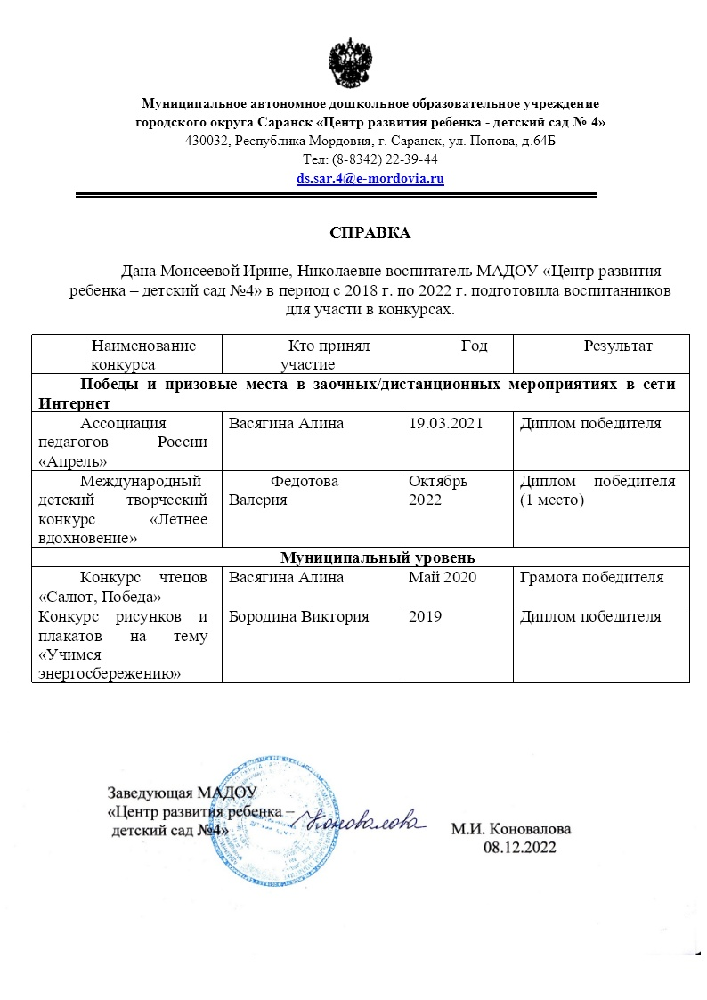 Муниципальное автономное дошкольное образовательное учреждение
городского округа Саранск «Центр развития ребенка - детский сад № 4»
430032, Республика Мордовия, г. Саранск, ул. Попова, д.64Б
Тел: (8-8342) 22-39-44
ds.sar.4@e-mordovia.ru
СПРАВКА
Дана Моисеевой Ирине, Николаевне воспитатель МАДОУ «Центр развития
ребенка – детский сад №4» в период с 2018 г. по 2022 г. подготовила воспитанников
для участи в конкурсах.
Наименование
конкурса
Кто принял
участие
Год
Результат
Победы и призовые места в заочных/дистанционных мероприятиях в сети
Интернет
Ассоциация
педагогов России
«Апрель»
Васягина Алина
19.03.2021
Диплом победителя
Международный
детский творческий
конкурс «Летнее
вдохновение»
Федотова
Валерия
Октябрь
2022
Диплом победителя
(1 место)
Муниципальный уровень
Конкурс чтецов
«Салют, Победа»
Васягина Алина
Май 2020
Грамота победителя
Конкурс рисунков и
плакатов на тему
«Учимся
энергосбережению»
Бородина Виктория
2019
Диплом победителя
Заведующая МАДОУ
«Центр развития ребенка –
детский сад №4»
Коновалова
М.И. Коновалова
08.12.2022